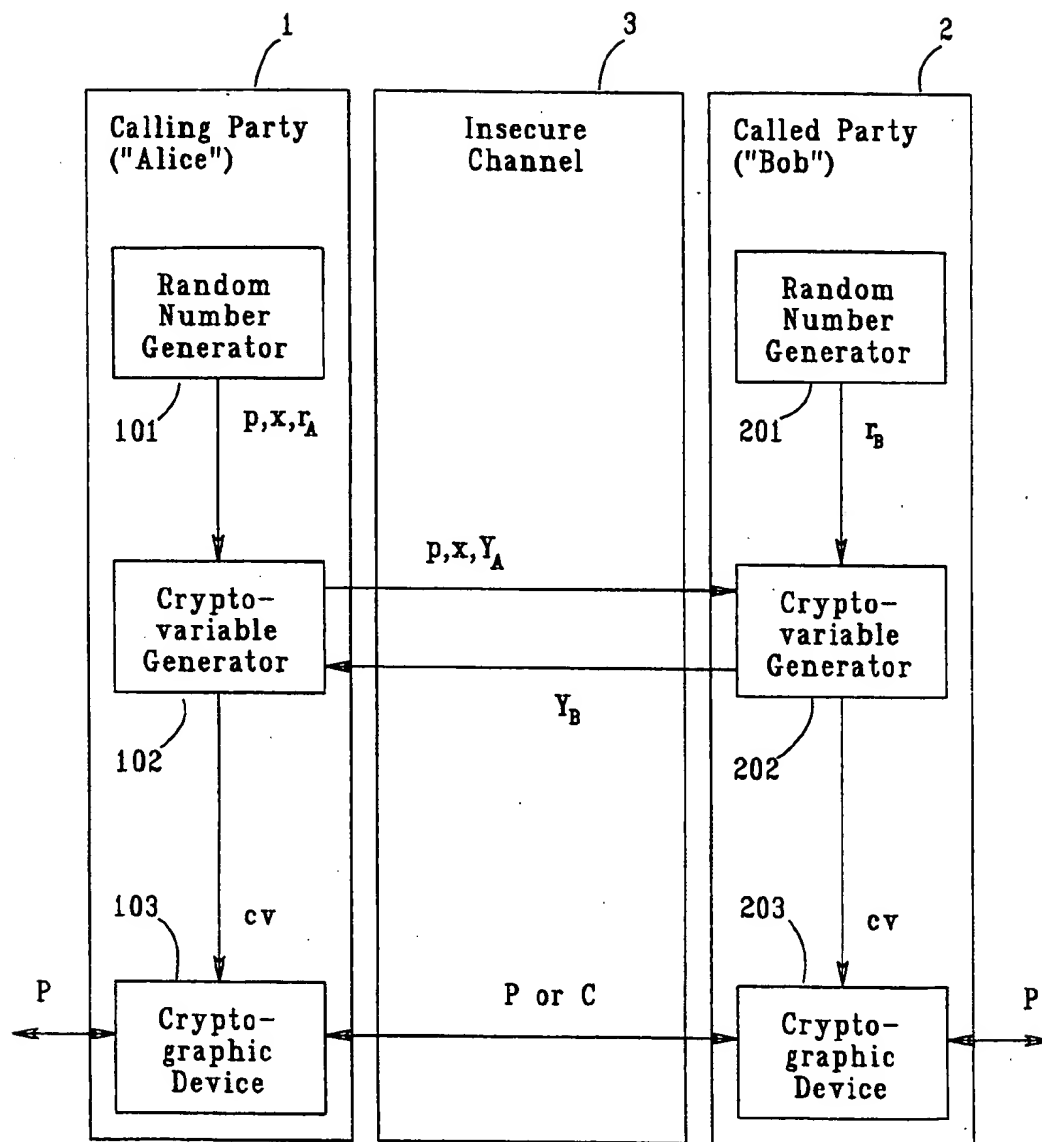 1
3
2
Calling Party
("Alice")
Insecure
Channel
Called Party
("Bob")
Random
Number
Generator
Random
Number
Generator
101
p,x,r_A
201
r_B
p,x,Y_A
Crypto-
variable
Generator
Crypto-
variable
Generator
Y_B
102
202
103
cv
203
cv
P
P or C
P
Crypto-
graphic
Device
Crypto-
graphic
Device